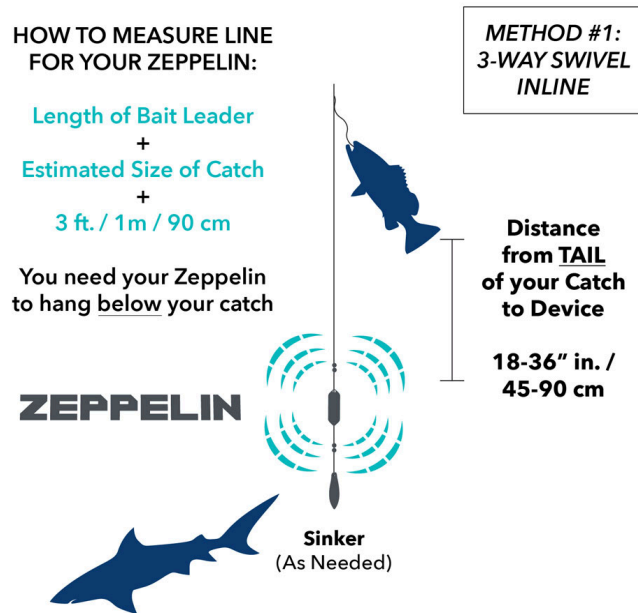 HOW TO MEASURE LINE
FOR YOUR ZEPPELIN:
Length of Bait Leader
+
Estimated Size of Catch
+
3 ft. / 1m / 90 cm
You need your Zeppelin
to hang below your catch
ZEPPELIN
METHOD #1:
3-WAY SWIVEL
INLINE
Distance
from TAIL
of your Catch
to Device
18-36” in. /
45-90 cm
Sinker
(As Needed)